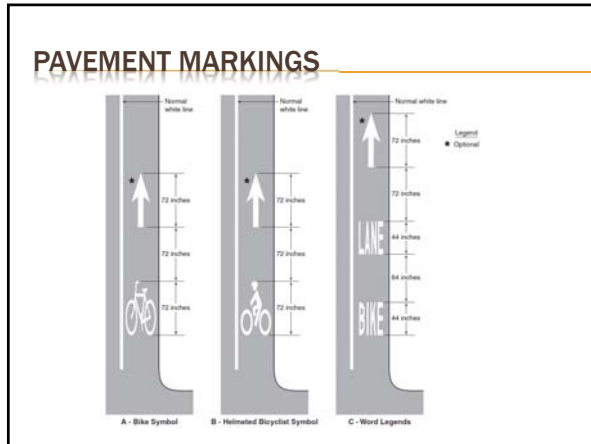 PAVEMENT MARKINGS
Normal
white line
*
72 inches
72 inches
72 inches
A - Bike Symbol
Normal
white line
*
72 inches
72 inches
72 inches
B - Helmeted Bicyclist Symbol
Normal white line
*
72 inches
72 inches
LANE
44 inches
64 inches
BIKE
44 inches
C - Word Legends
Legend
* Optional